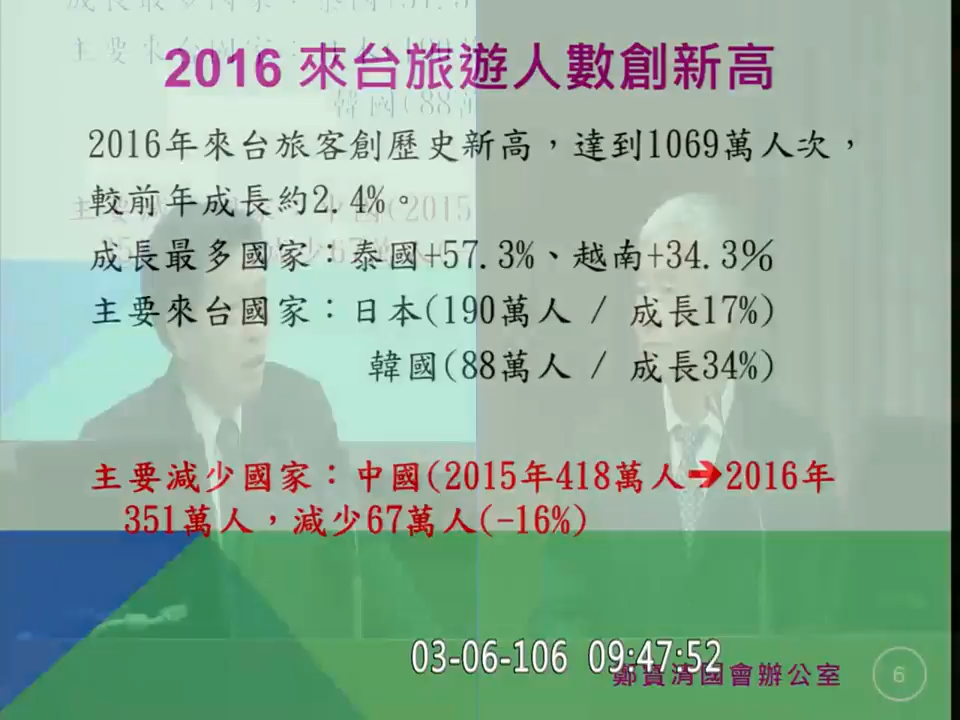 2016 來台旅遊人數創新高
2016年來台旅客創歷史新高,達到1069萬人次,
較前年成長約2.4%。
成長最多國家:泰國+57.3%、越南+34.3%
主要來台國家:日本(190萬人 / 成長17%)
韓國(88萬人 / 成長34%)
主要減少國家:中國(2015年418萬人➔2016年
351萬人,減少67萬人(-16%)
03-06-106 09:47:52
鄭寶清國會辦公室 6